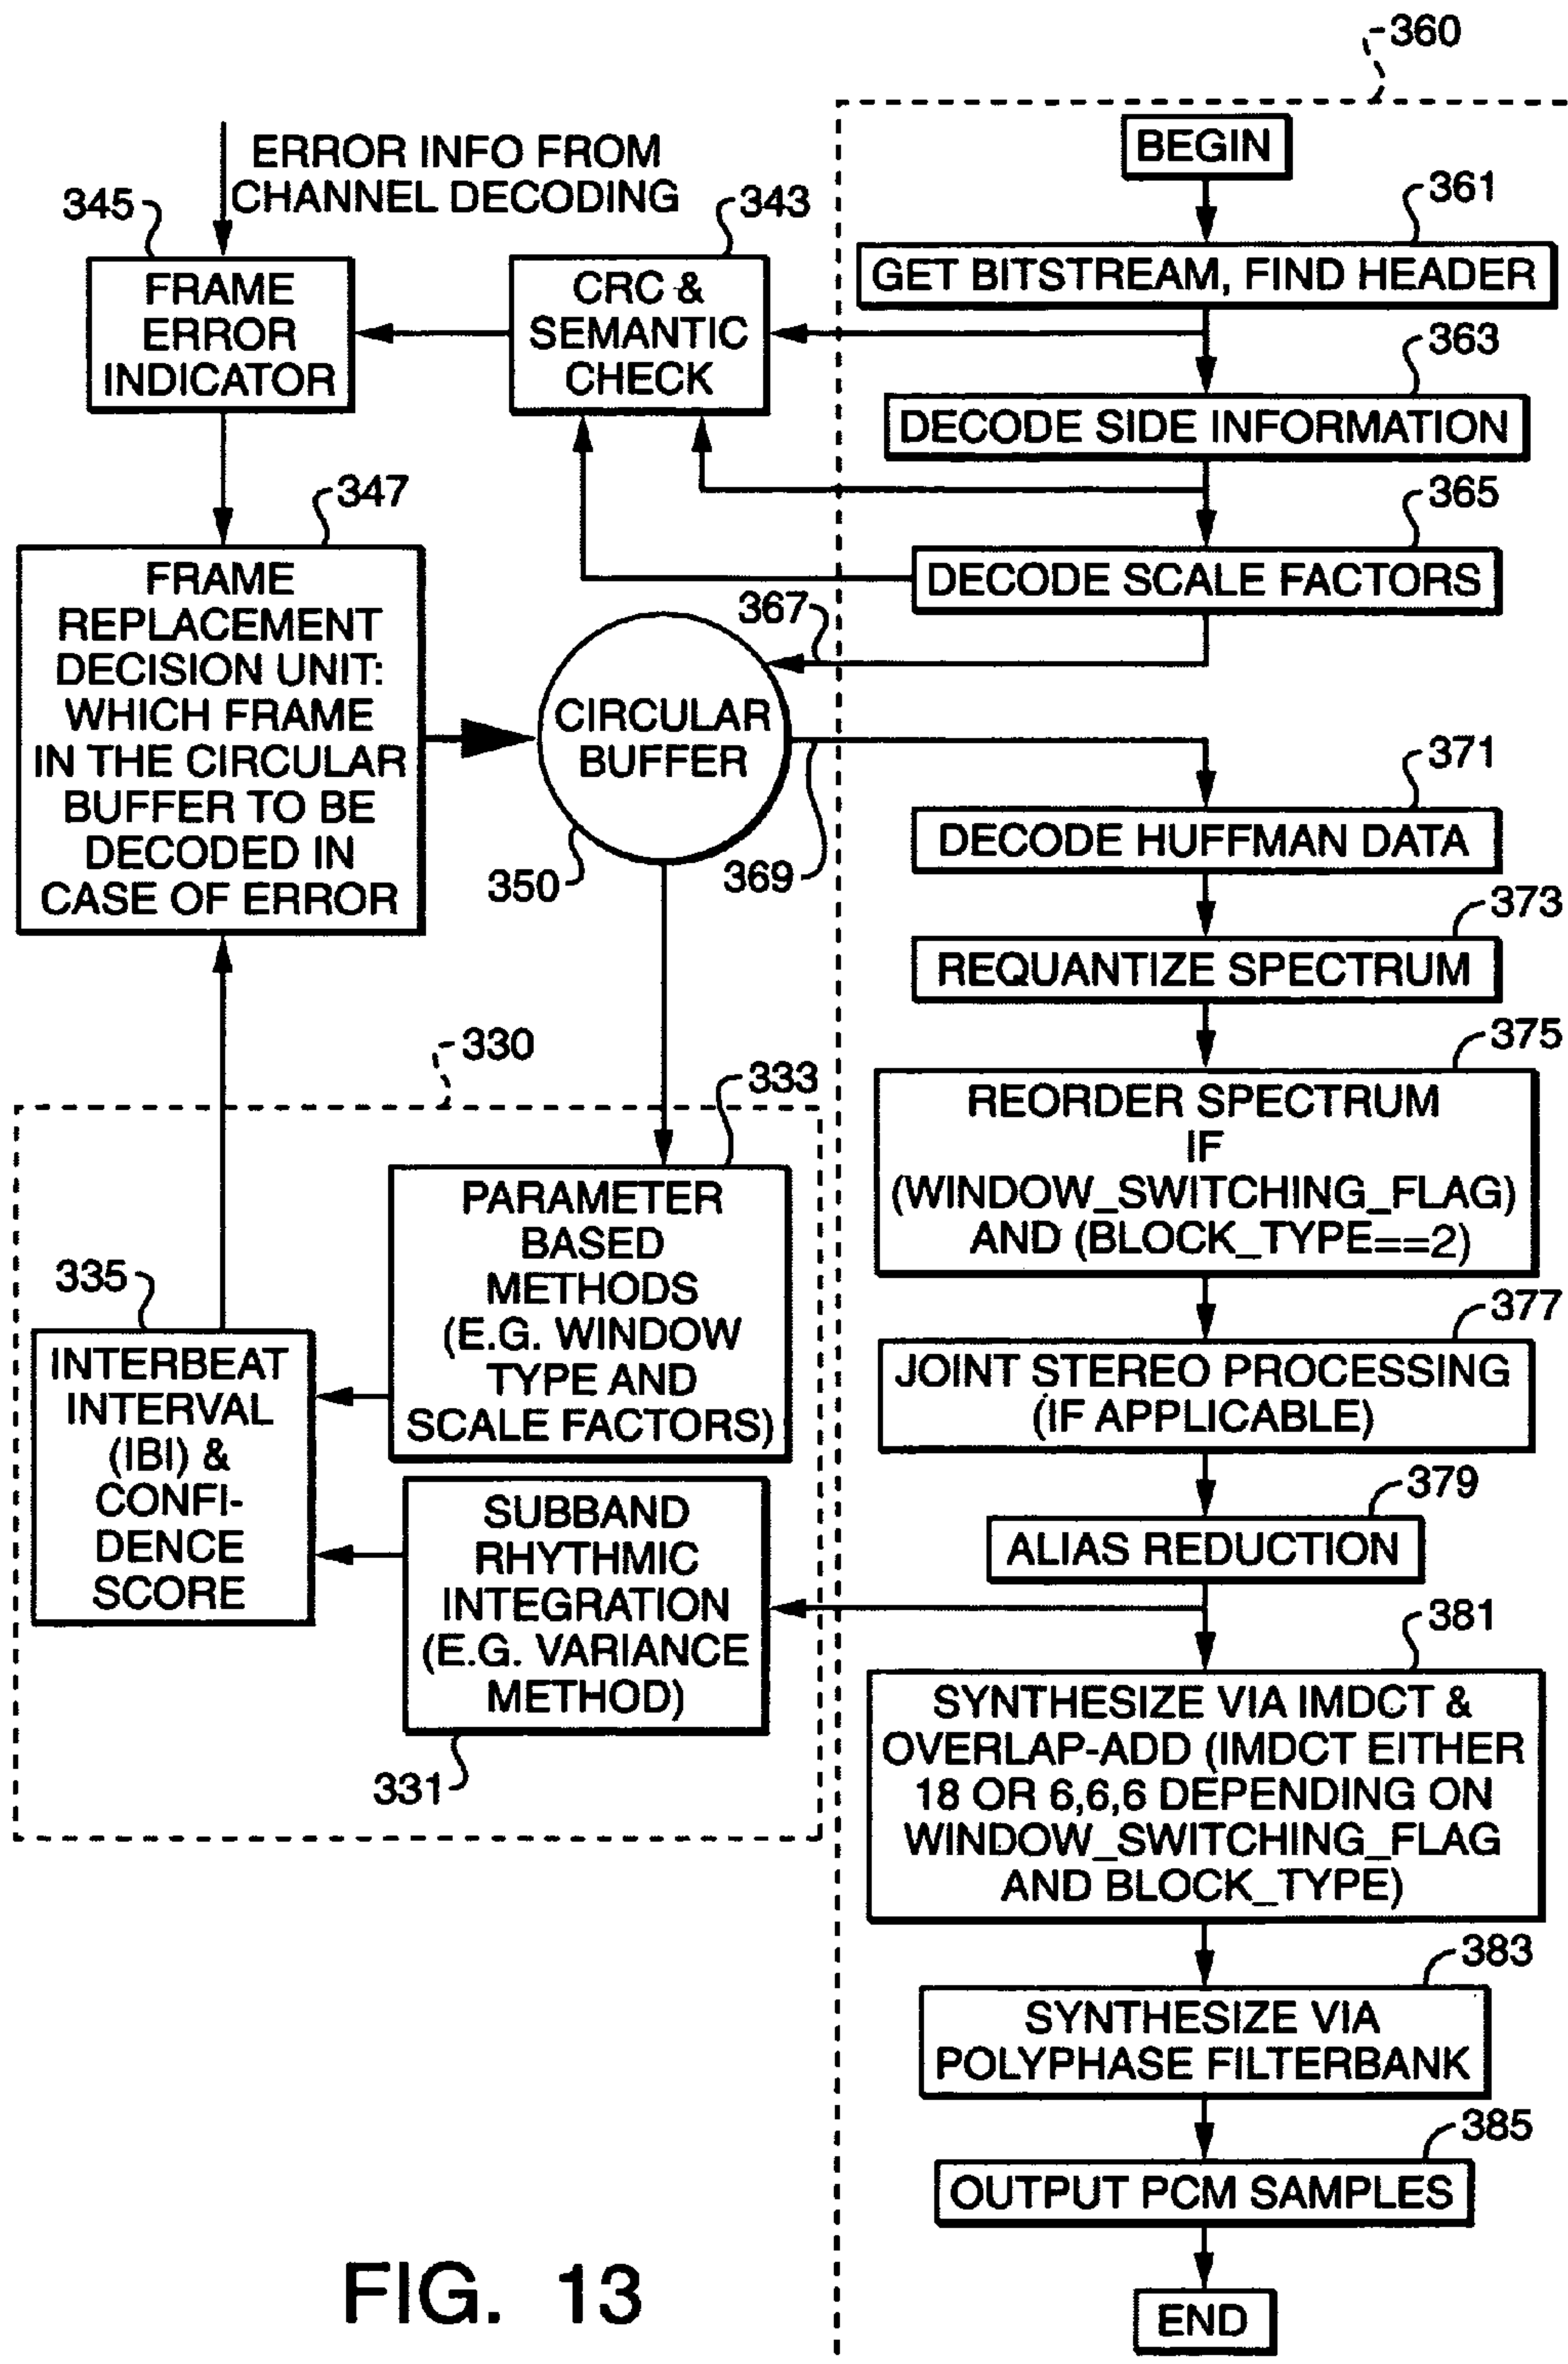 360
ERROR INFO FROM
CHANNEL DECODING
345
343
FRAME
ERROR
INDICATOR
CRC &
SEMANTIC
CHECK
347
FRAME
REPLACEMENT
DECISION UNIT:
WHICH FRAME
IN THE CIRCULAR
BUFFER TO BE
DECODED IN
CASE OF ERROR
CIRCULAR
BUFFER
350
367
369
330
333
PARAMETER
BASED
METHODS
(E.G. WINDOW
TYPE AND
SCALE FACTORS)
335
INTERBEAT
INTERVAL
(IBI) &
CONFI-
DENCE
SCORE
SUBBAND
RHYTHMIC
INTEGRATION
(E.G. VARIANCE
METHOD)
331
BEGIN
361
GET BITSTREAM, FIND HEADER
363
DECODE SIDE INFORMATION
365
DECODE SCALE FACTORS
371
DECODE HUFFMAN DATA
373
REQUANTIZE SPECTRUM
375
REORDER SPECTRUM
IF
(WINDOW_SWITCHING_FLAG)
AND (BLOCK_TYPE==2)
377
JOINT STEREO PROCESSING
(IF APPLICABLE)
379
ALIAS REDUCTION
381
SYNTHESIZE VIA IMDCT &
OVERLAP-ADD (IMDCT EITHER
18 OR 6,6,6 DEPENDING ON
WINDOW_SWITCHING_FLAG
AND BLOCK_TYPE)
383
SYNTHESIZE VIA
POLYPHASE FILTERBANK
385
OUTPUT PCM SAMPLES
END
FIG. 13